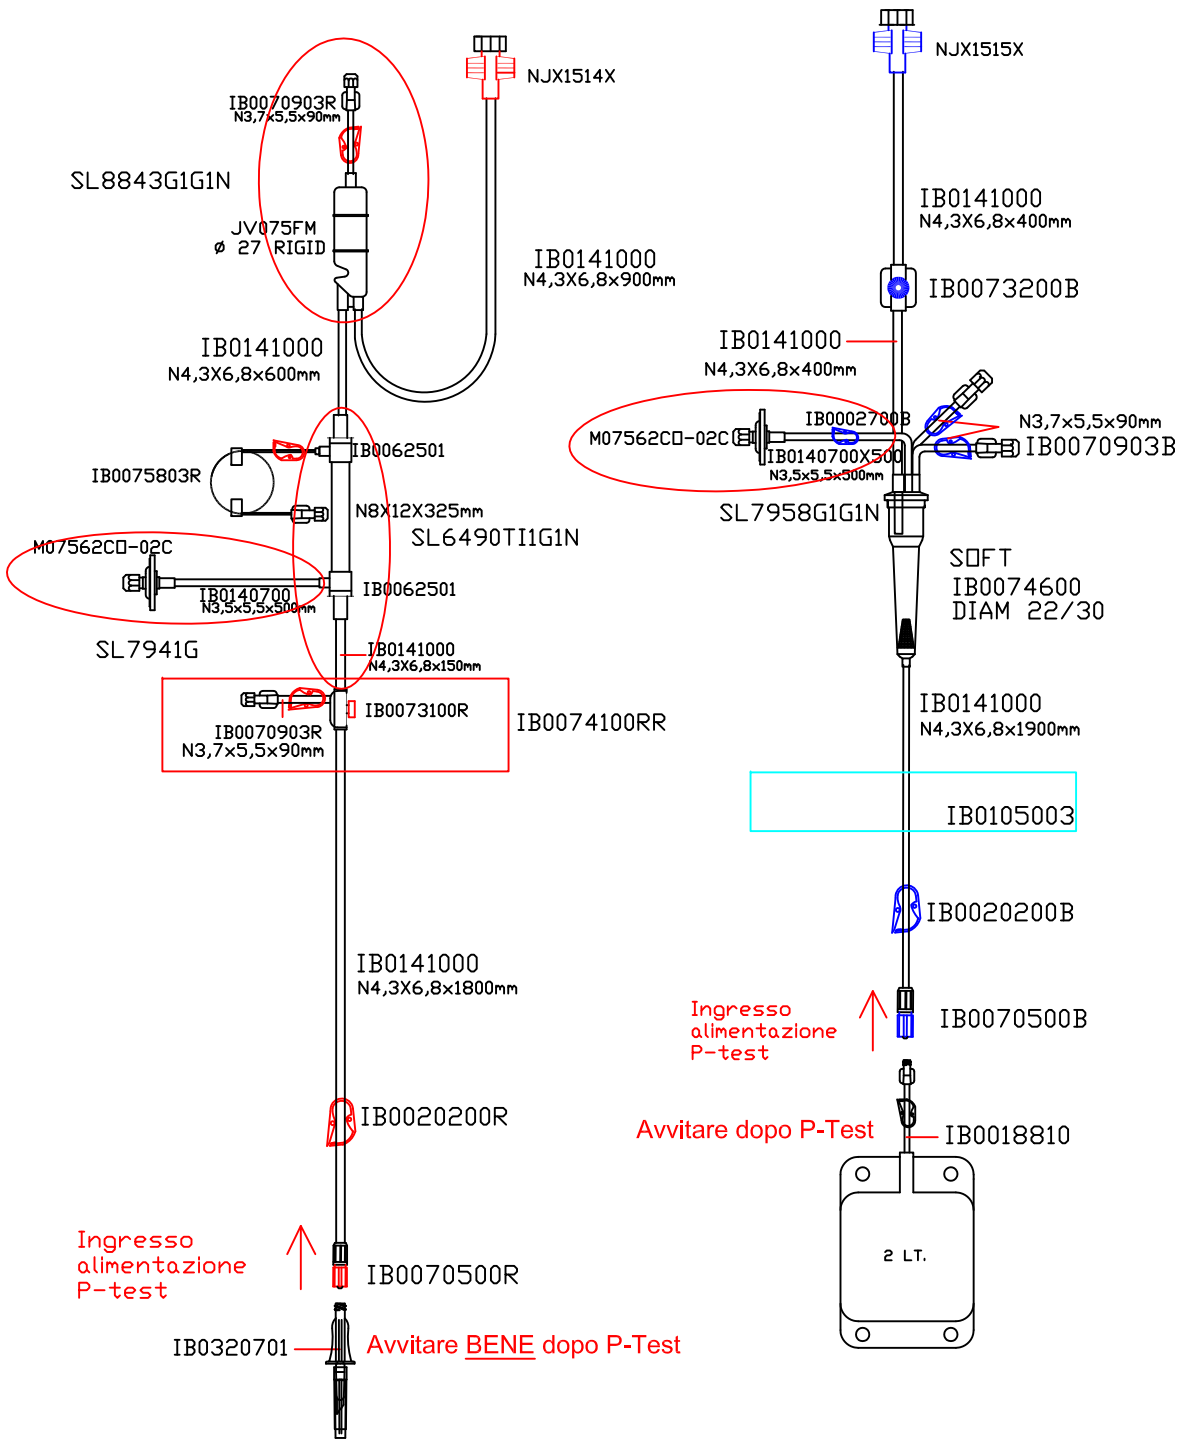 NJX1514X
IB0070903R
N3,7x5,5x90mm
SL8843G1G1N
JV075FM
ø 27 RIGID
IB0141000
N4,3X6,8x900mm
IB0141000
N4,3X6,8x600mm
IB0062501
IB0075803R
N8X12X325mm
SL6490TI1G1N
M07562CO-02C
IB0140700
N3,5x5,5x500mm
IB0062501
SL7941G
IB0141000
N4,3X6,8x150mm
IB0073100R
IB0074100RR
IB0070903R
N3,7x5,5x90mm
IB0141000
N4,3X6,8x1800mm
IB0020200R
Ingresso
alimentazione
P-test
IB0070500R
IB0320701
Avvitare BENE dopo P-Test
NJX1515X
IB0141000
N4,3X6,8x400mm
IB0073200B
IB0141000
N4,3X6,8x400mm
IB0002700B
M07562CO-02C
IB0140700X500
N3,5x5,5x500mm
N3,7x5,5x90mm
IB0070903B
SL7958G1G1N
SOFT
IB0074600
DIAM 22/30
IB0141000
N4,3X6,8x1900mm
IB0105003
IB0020200B
Ingresso
alimentazione
P-test
IB0070500B
Avvitare dopo P-Test
IB0018810
2 LT.